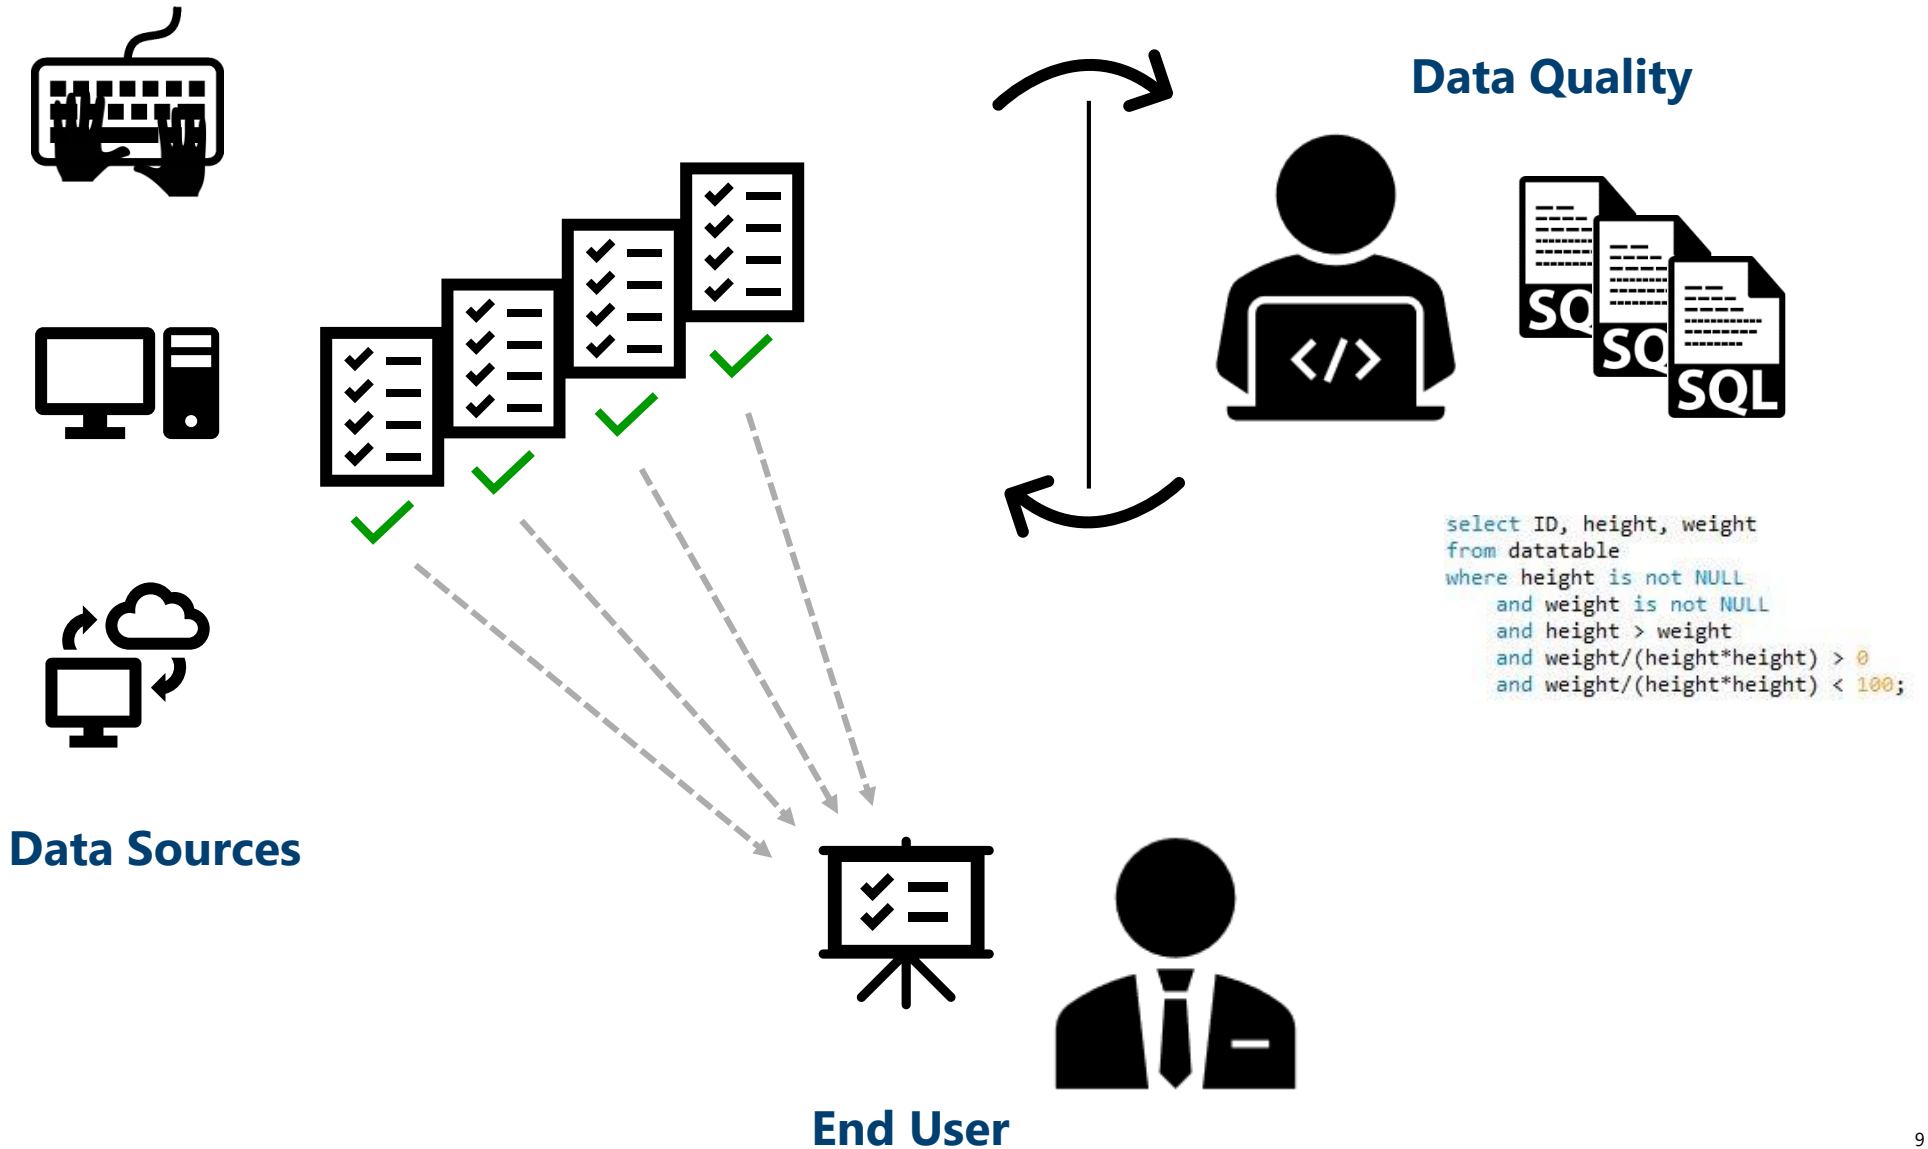 Data Quality
SQ
SQ
SQL
</>
select ID, height, weight
from datatable
where height is not NULL
    and weight is not NULL
    and height > weight
    and weight/(height*height) > 0
    and weight/(height*height) < 100;
Data Sources
End User
9